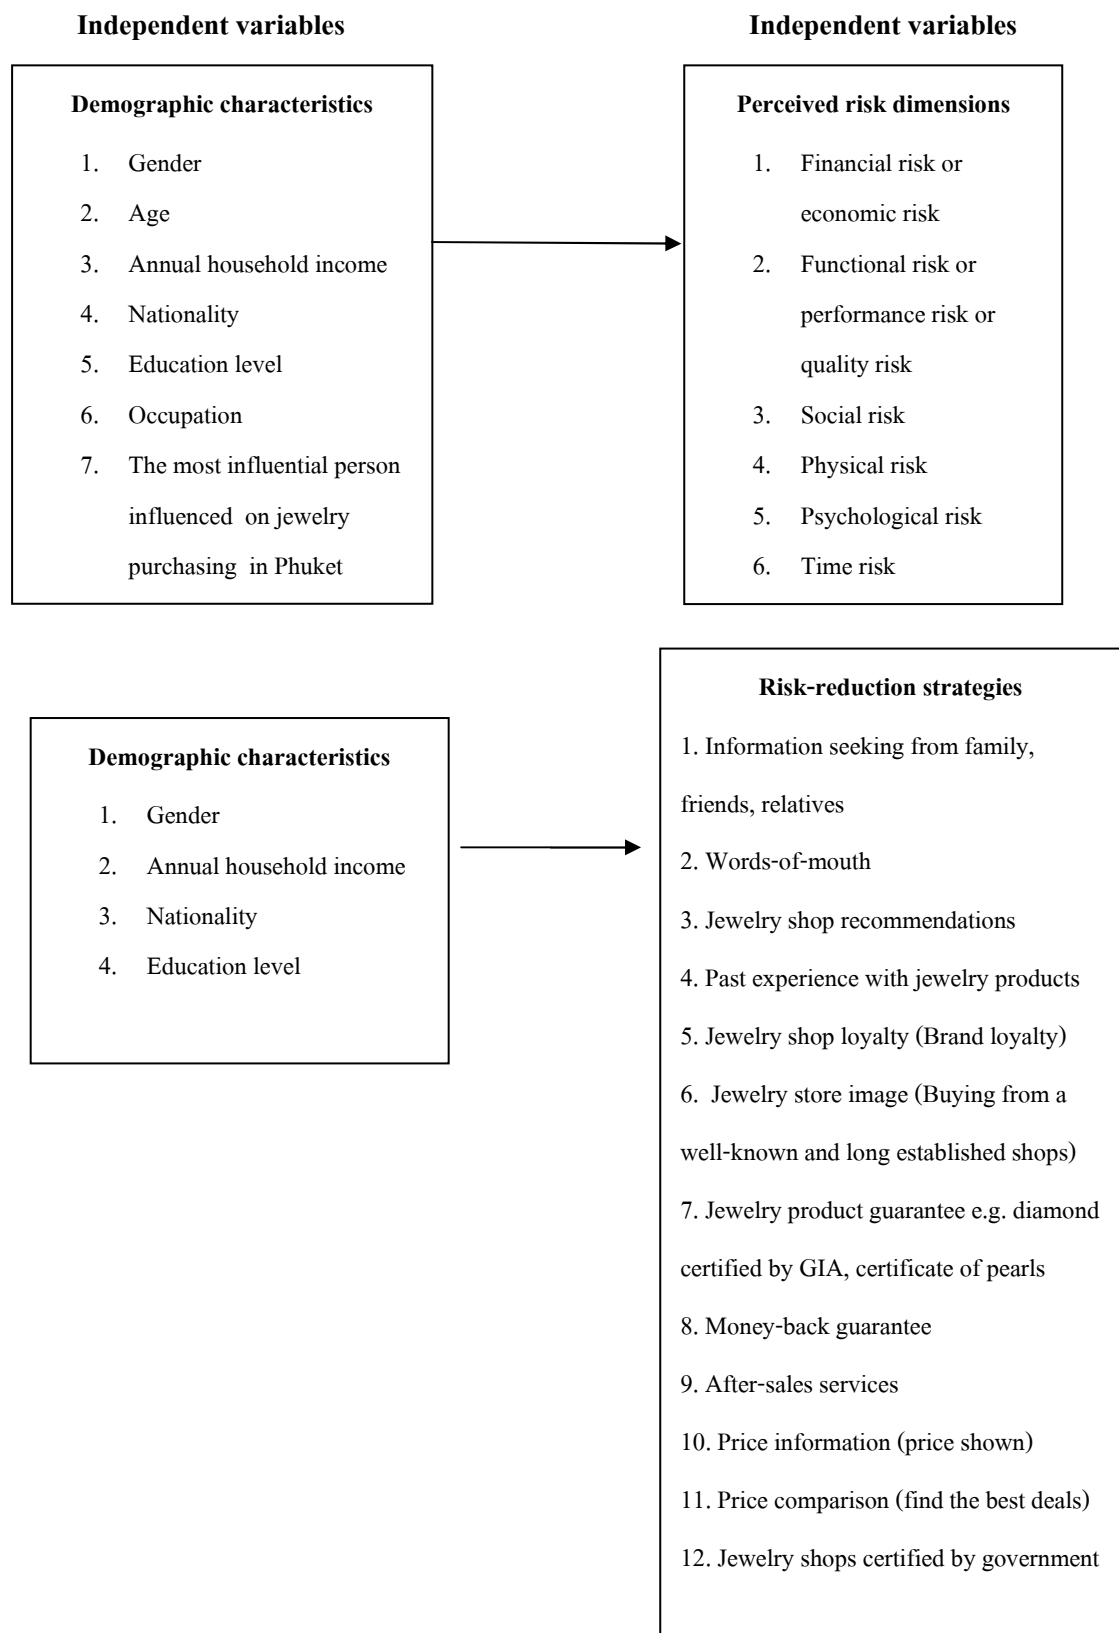 Independent variables
Independent variables
Demographic characteristics
1. Gender
2. Age
3. Annual household income
4. Nationality
5. Education level
6. Occupation
7. The most influential person
influenced on jewelry
purchasing in Phuket
Perceived risk dimensions
1. Financial risk or
economic risk
2. Functional risk or
performance risk or
quality risk
3. Social risk
4. Physical risk
5. Psychological risk
6. Time risk
Demographic characteristics
1. Gender
2. Annual household income
3. Nationality
4. Education level
Risk-reduction strategies
1. Information seeking from family,
friends, relatives
2. Words-of-mouth
3. Jewelry shop recommendations
4. Past experience with jewelry products
5. Jewelry shop loyalty (Brand loyalty)
6. Jewelry store image (Buying from a
well-known and long established shops)
7. Jewelry product guarantee e.g. diamond
certified by GIA, certificate of pearls
8. Money-back guarantee
9. After-sales services
10. Price information (price shown)
11. Price comparison (find the best deals)
12. Jewelry shops certified by government